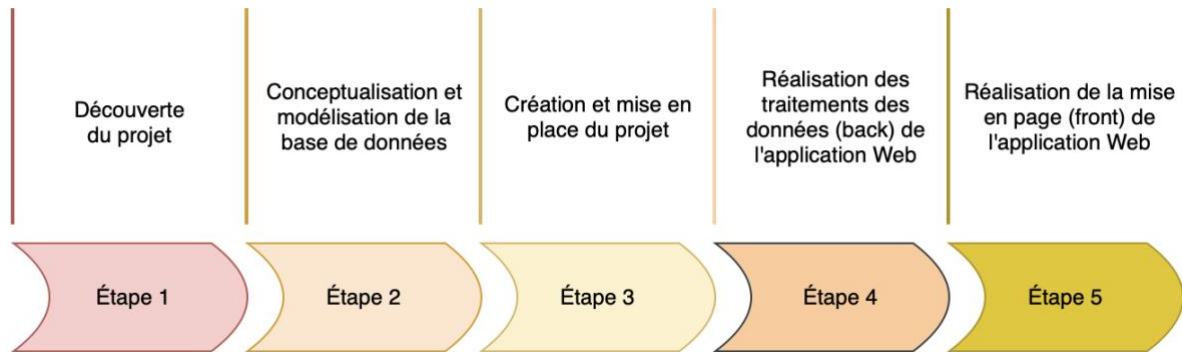 Découverte
du projet
Conceptualisation et
modélisation de la
base de données
Création et mise en
place du projet
Réalisation des
traitements des
données (back) de
l'application Web
Réalisation de la mise
en page (front) de
l'application Web
Étape 1
Étape 2
Étape 3
Étape 4
Étape 5